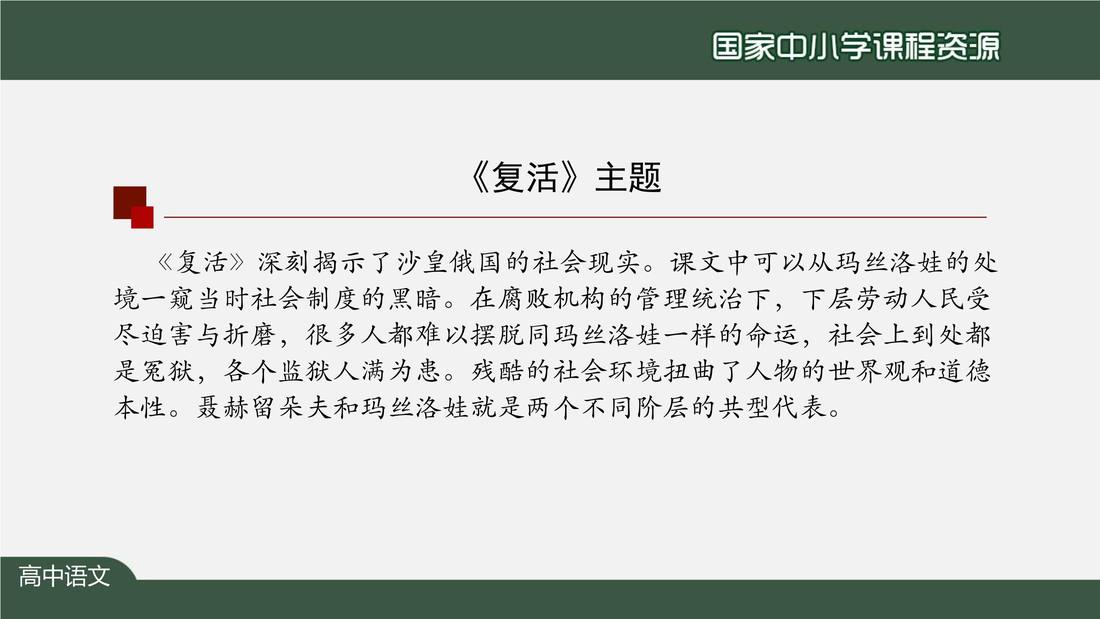 国家中小学课程资源
《复活》主题
《复活》深刻揭示了沙皇俄国的社会现实。课文中可以从玛丝洛娃的处
境一窥当时社会制度的黑暗。在腐败机构的管理统治下，下层劳动人民受
尽迫害与折磨，很多人都难以摆脱同玛丝洛娃一样的命运，社会上到处都
是冤狱，各个监狱人满为患。残酷的社会环境扭曲了人物的世界观和道德
本性。聂赫留朵夫和玛丝洛娃就是两个不同阶层的共型代表。
高中语文